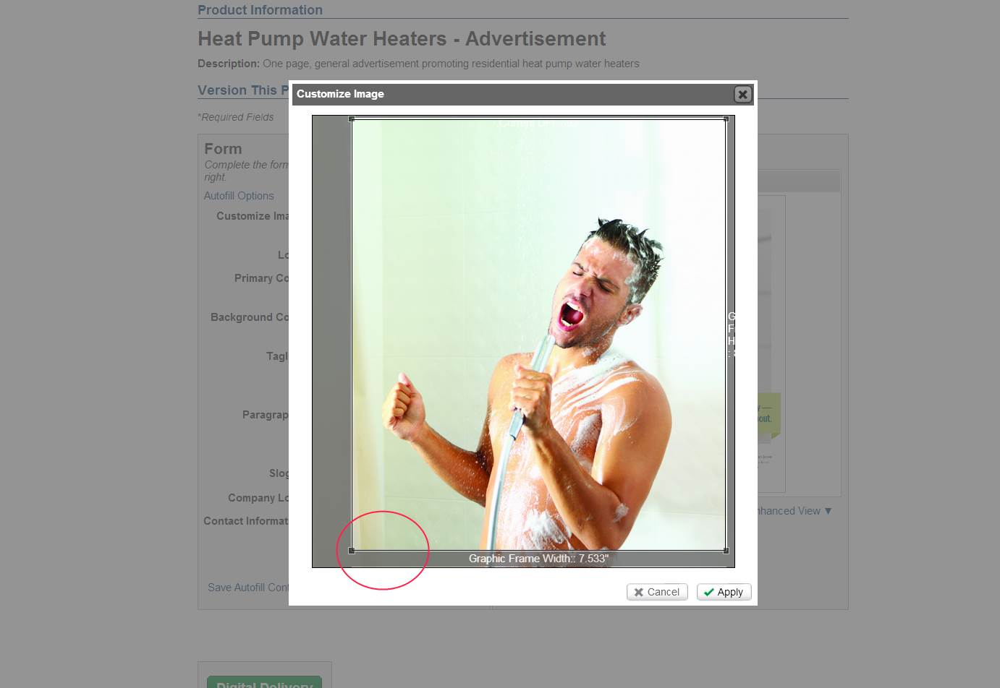 Product Information
Heat Pump Water Heaters - Advertisement
Description: One page, general advertisement promoting residential heat pump water heaters
Version This P
*Required Fields
Customize Image
Form
Complete the form
right.
Autofill Options
Customize Ima
Lo
Primary Co
Background Co
Tagl
Paragrap
Slog
Company Lo
Contact Informat
Save Autofill Cont
G
F
H
Graphic Frame Width:: 7.533"
Cancel
Apply
out.
nhanced View ▼
Digital Delivery